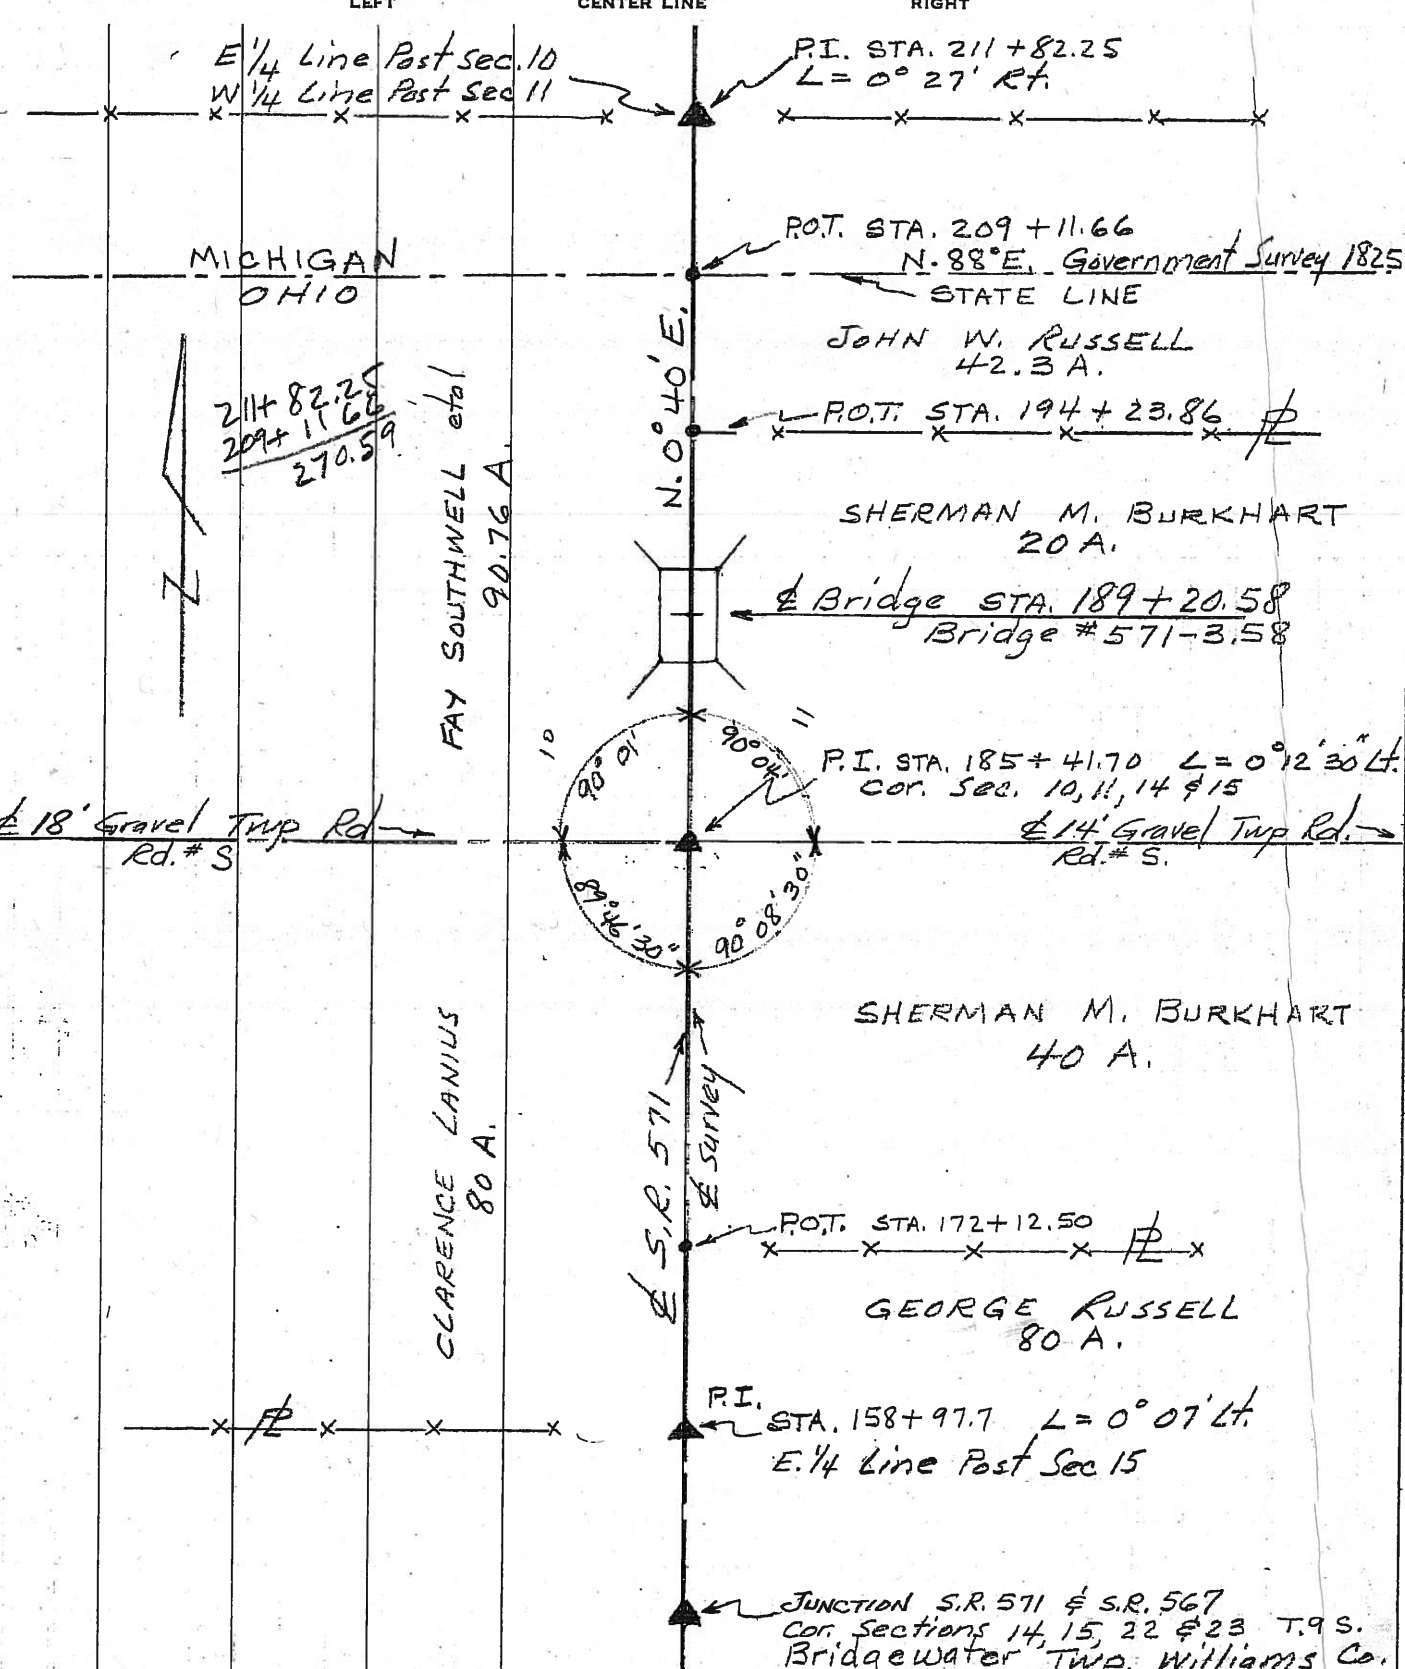 LEFT
CENTER LINE
RIGHT
E 1/4 Line Post Sec. 10
W 1/4 Line Post Sec 11
P.I. STA. 211+82.25
L = 0° 27' Rt.
P.O.T. STA. 209+11.66
N. 88° E. Government Survey 1825
STATE LINE
MICHIGAN
OHIO
JOHN W. RUSSELL
42.3 A.
211+82.25
209+11.66
270.59
N. 0° 40' E.
P.O.T. STA. 194+23.86 PL
FAY SOUTHWELL etal
90.76 A.
N
SHERMAN M. BURKHART
20 A.
℄ Bridge STA. 189+20.58
Bridge #571-3.58
10
11
90° 01'
90° 04'
P.I. STA. 185+41.70 L = 0° 12' 30" Lt.
Cor. Sec. 10, 11, 14 & 15
℄ 18' Gravel Twp Rd
Rd. # S
℄ 14' Gravel Twp Rd.
Rd. # S.
89° 46' 30"
90° 08' 30"
SHERMAN M. BURKHART
40 A.
CLARENCE LANIUS
80 A.
℄ S.R. 571
℄ Survey
P.O.T. STA. 172+12.50 PL
GEORGE RUSSELL
80 A.
PL
P.I.
STA. 158+97.7 L = 0° 07' Lt.
E. 1/4 Line Post Sec 15
JUNCTION S.R. 571 & S.R. 567
Cor. Sections 14, 15, 22 & 23 T.9 S.
Bridgewater Twp. Williams Co.